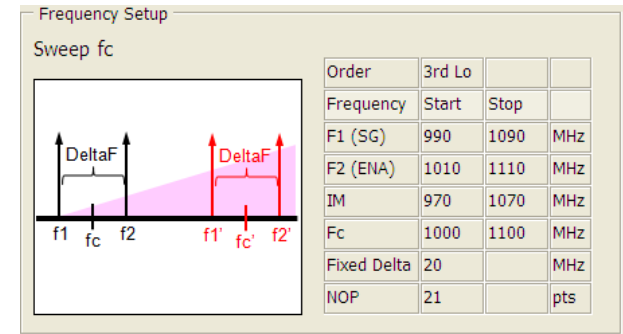 Frequency Setup
Sweep fc
DeltaF DeltaF
f1 fc f2 f1' fc' f2'
Order 3rd Lo
Frequency Start Stop
F1 (SG) 990 1090 MHz
F2 (ENA) 1010 1110 MHz
IM 970 1070 MHz
Fc 1000 1100 MHz
Fixed Delta 20 MHz
NOP 21 pts